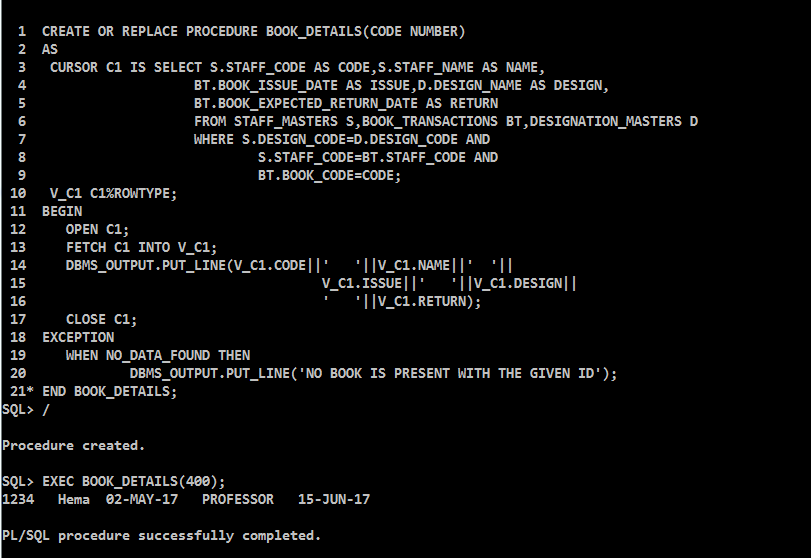 1 CREATE OR REPLACE PROCEDURE BOOK_DETAILS(CODE NUMBER)
2 AS
3 CURSOR C1 IS SELECT S.STAFF_CODE AS CODE,S.STAFF_NAME AS NAME,
4 BT.BOOK_ISSUE_DATE AS ISSUE,D.DESIGN_NAME AS DESIGN,
5 BT.BOOK_EXPECTED_RETURN_DATE AS RETURN
6 FROM STAFF_MASTERS S,BOOK_TRANSACTIONS BT,DESIGNATION_MASTERS D
7 WHERE S.DESIGN_CODE=D.DESIGN_CODE AND
8 S.STAFF_CODE=BT.STAFF_CODE AND
9 BT.BOOK_CODE=CODE;
10 V_C1 C1%ROWTYPE;
11 BEGIN
12 OPEN C1;
13 FETCH C1 INTO V_C1;
14 DBMS_OUTPUT.PUT_LINE(V_C1.CODE||'   '||V_C1.NAME||'  '||
15 V_C1.ISSUE||'   '||V_C1.DESIGN||
16 '   '||V_C1.RETURN);
17 CLOSE C1;
18 EXCEPTION
19 WHEN NO_DATA_FOUND THEN
20 DBMS_OUTPUT.PUT_LINE('NO BOOK IS PRESENT WITH THE GIVEN ID');
21* END BOOK_DETAILS;
SQL> /
Procedure created.
SQL> EXEC BOOK_DETAILS(400);
1234   Hema  02-MAY-17   PROFESSOR   15-JUN-17
PL/SQL procedure successfully completed.